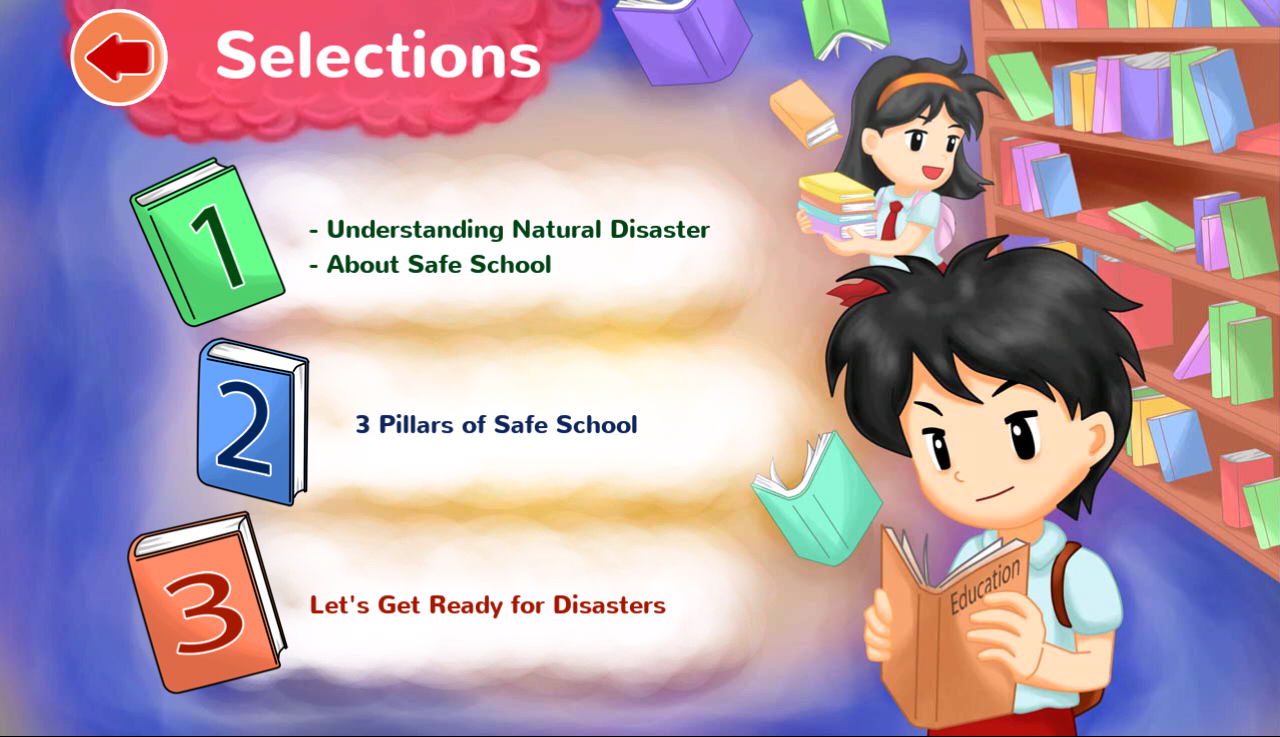 Selections
1
- Understanding Natural Disaster
- About Safe School
2
3 Pillars of Safe School
3
Let's Get Ready for Disasters
Education